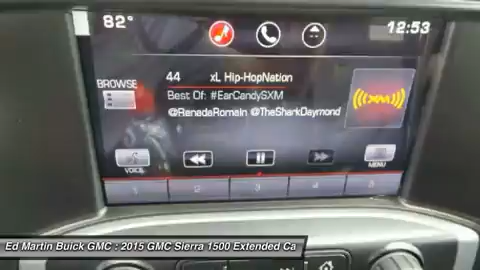 82° 12:53
BROWSE
44 xL Hip-HopNation
Best Of: #EarCandySXM
@RenadaRomain @TheSharkDaymond
((XM))
VOICE MENU
1 2 3 4 5
Ed Martin Buick GMC : 2015 GMC Sierra 1500 Extended Ca